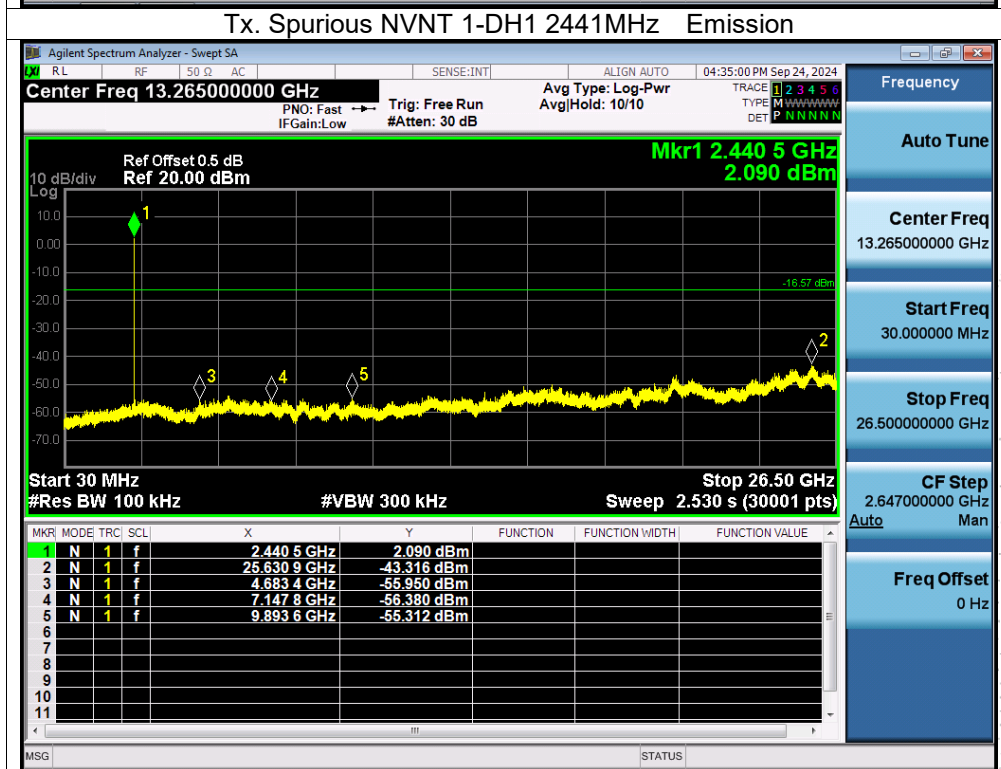 Tx. Spurious NVNT 1-DH1 2441MHz Emission
Agilent Spectrum Analyzer - Swept SA
LXI RL RF 50 Ω AC SENSE:INT ALIGN AUTO 04:35:00 PM Sep 24, 2024
Center Freq 13.265000000 GHz
PNO: Fast
IFGain:Low
Trig: Free Run
#Atten: 30 dB
Avg Type: Log-Pwr
Avg|Hold: 10/10
TRACE 1 2 3 4 5 6
TYPE M WWWWW
DET P N N N N N
Frequency
Mkr1 2.440 5 GHz
2.090 dBm
Ref Offset 0.5 dB
10 dB/div Ref 20.00 dBm
Log
10.0
0.00
-10.0
-20.0
-30.0
-40.0
-50.0
-60.0
-70.0
1
-16.57 dBm
2
3
4
5
Start 30 MHz
Stop 26.50 GHz
#Res BW 100 kHz
#VBW 300 kHz
Sweep 2.530 s (30001 pts)
MKR MODE TRC SCL X Y FUNCTION FUNCTION WIDTH FUNCTION VALUE
1 N 1 f 2.440 5 GHz 2.090 dBm
2 N 1 f 25.630 9 GHz -43.316 dBm
3 N 1 f 4.683 4 GHz -55.950 dBm
4 N 1 f 7.147 8 GHz -56.380 dBm
5 N 1 f 9.893 6 GHz -55.312 dBm
6
7
8
9
10
11
MSG
STATUS
Auto Tune
Center Freq
13.265000000 GHz
Start Freq
30.000000 MHz
Stop Freq
26.500000000 GHz
CF Step
2.647000000 GHz
Auto Man
Freq Offset
0 Hz